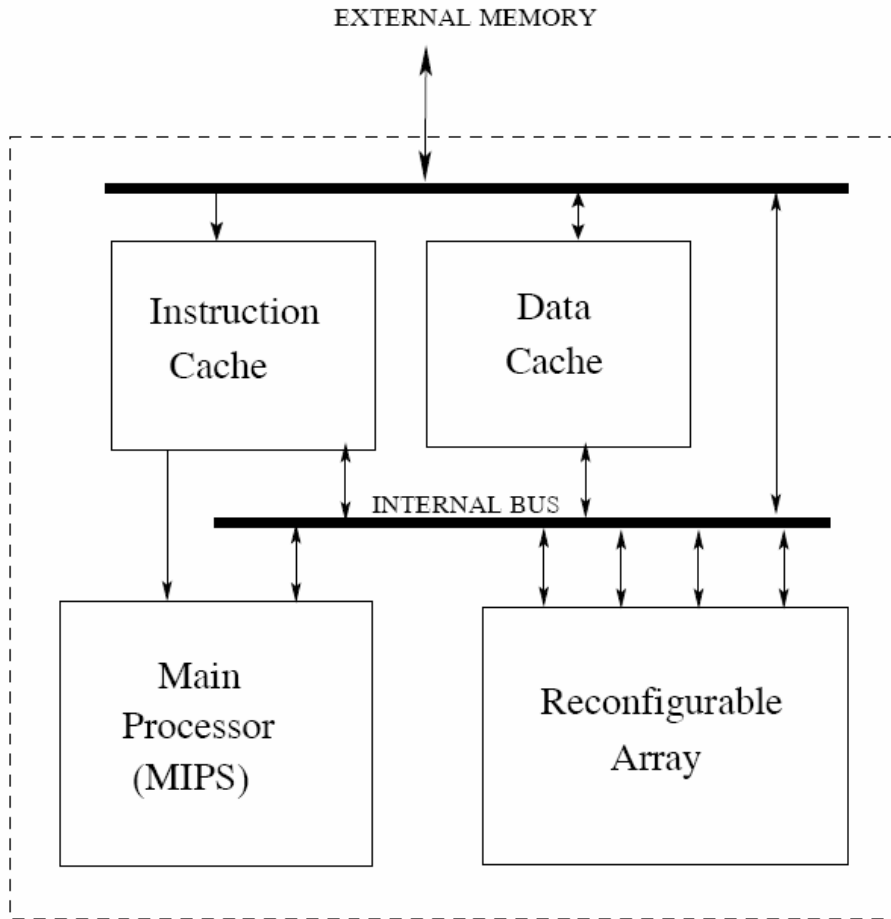 EXTERNAL MEMORY
Instruction
Cache
Data
Cache
INTERNAL BUS
Main
Processor
(MIPS)
Reconfigurable
Array